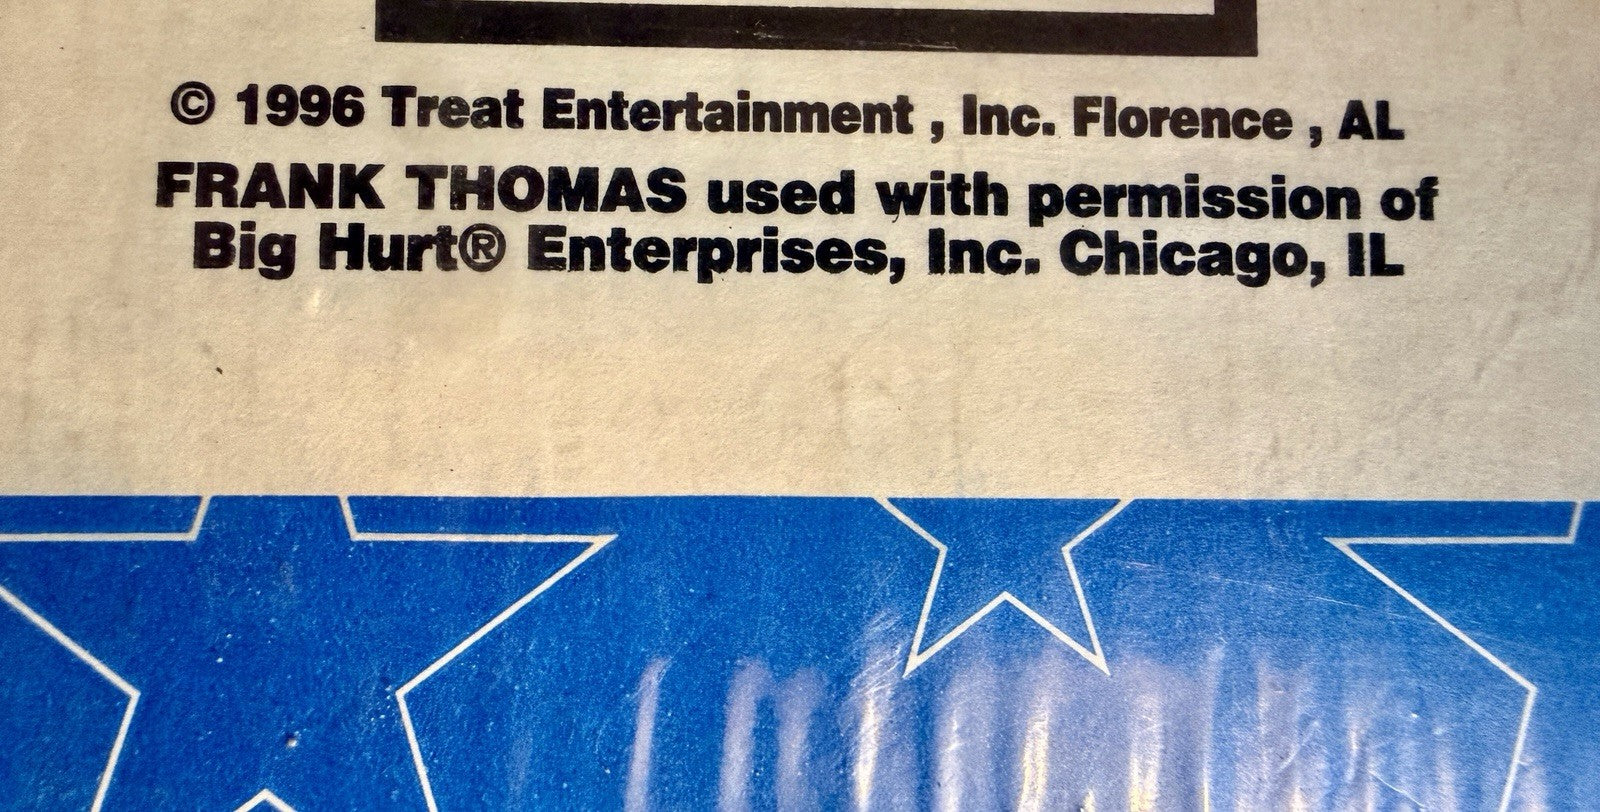 © 1996 Treat Entertainment , Inc. Florence , AL
FRANK THOMAS used with permission of
Big Hurt® Enterprises, Inc. Chicago, IL